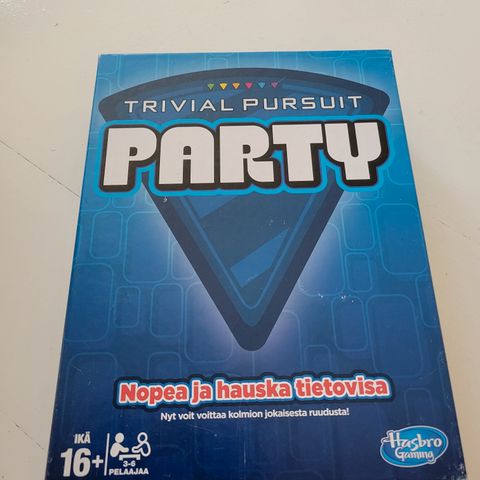 TRIVIAL PURSUIT
PARTY
Nopea ja hauska tietovisa
Nyt voit voittaa kolmion jokaisesta ruudusta!
IKÄ
16+
3-6
PELAAJAA
Hasbro
Gaming